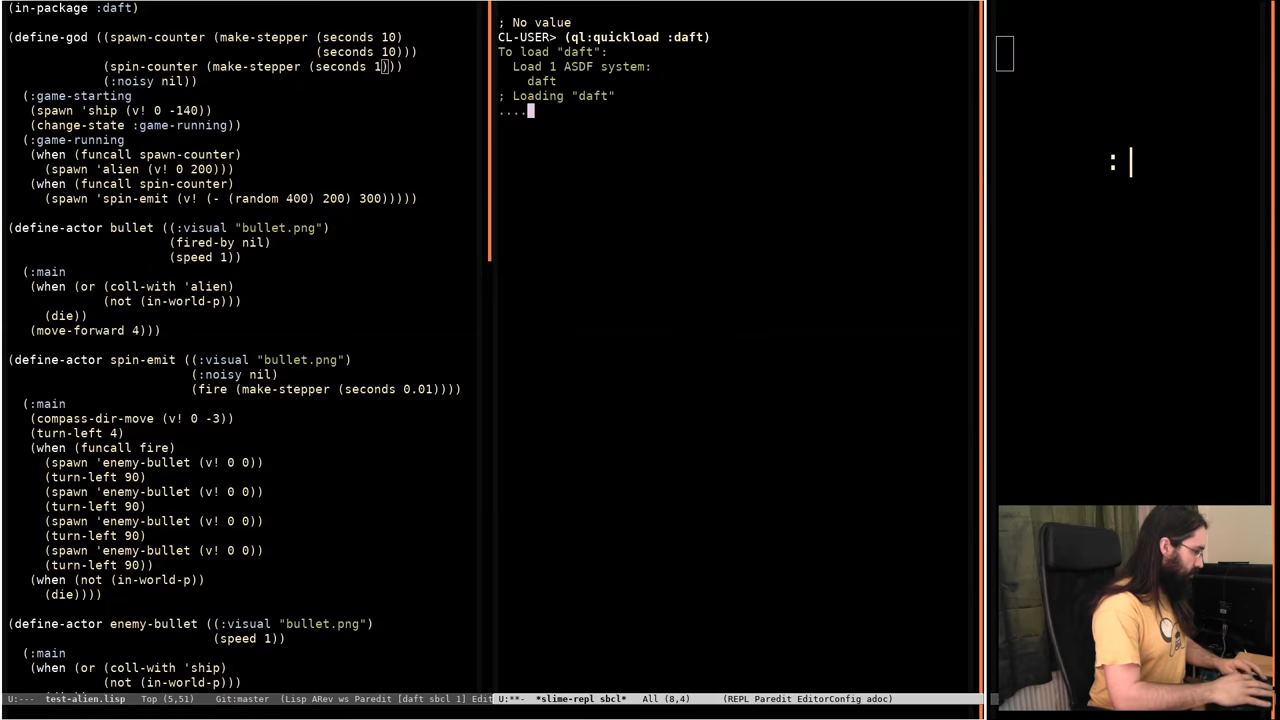 (in-package :daft)
(define-god ((spawn-counter (make-stepper (seconds 10)
(seconds 10)))
(spin-counter (make-stepper (seconds 1)))
(:noisy nil))
(:game-starting
(spawn 'ship (v! 0 -140))
(change-state :game-running))
(:game-running
(when (funcall spawn-counter)
(spawn 'alien (v! 0 200)))
(when (funcall spin-counter)
(spawn 'spin-emit (v! (- (random 400) 200) 300)))))
(define-actor bullet ((:visual "bullet.png")
(fired-by nil)
(speed 1))
(:main
(when (or (coll-with 'alien)
(not (in-world-p)))
(die))
(move-forward 4)))
(define-actor spin-emit ((:visual "bullet.png")
(:noisy nil)
(fire (make-stepper (seconds 0.01))))
(:main
(compass-dir-move (v! 0 -3))
(turn-left 4)
(when (funcall fire)
(spawn 'enemy-bullet (v! 0 0))
(turn-left 90)
(spawn 'enemy-bullet (v! 0 0))
(turn-left 90)
(spawn 'enemy-bullet (v! 0 0))
(turn-left 90)
(spawn 'enemy-bullet (v! 0 0))
(turn-left 90))
(when (not (in-world-p))
(die))))
(define-actor enemy-bullet ((:visual "bullet.png")
(speed 1))
(:main
(when (or (coll-with 'ship)
(not (in-world-p)))
U:--- test-alien.lisp Top (5,51) Git:master (Lisp ARev ws Paredit [daft sbcl 1] Edit
; No value
CL-USER> (ql:quickload :daft)
To load "daft":
Load 1 ASDF system:
daft
; Loading "daft"
....
U:**- *slime-repl sbcl* All (8,4) (REPL Paredit EditorConfig adoc)
:|